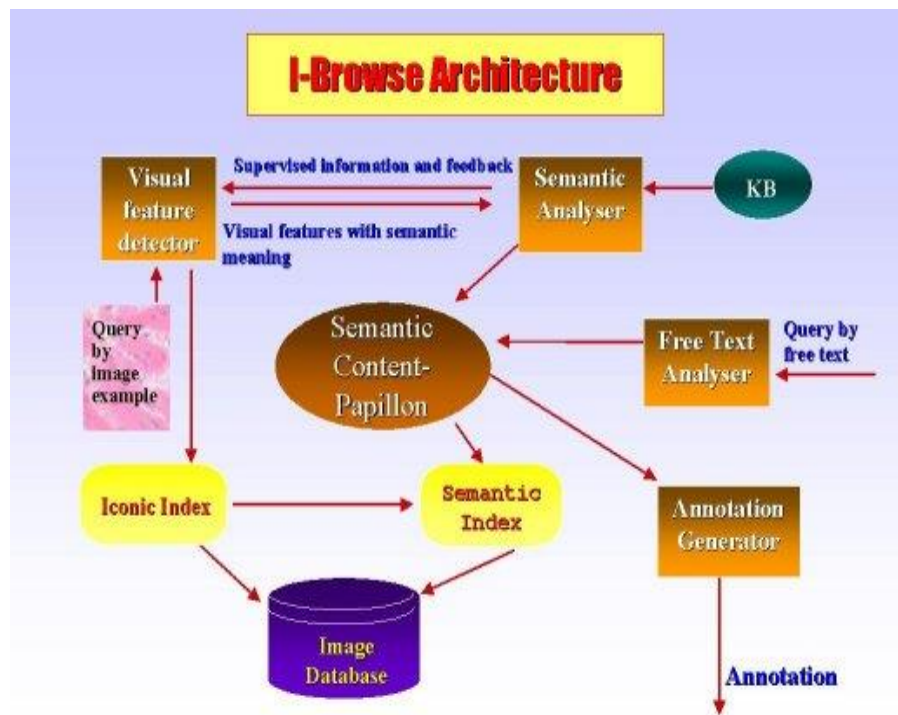 I-Browse Architecture
Visual
feature
detector
Supervised information and feedback
Visual features with semantic
meaning
Semantic
Analyser
KB
Query
by
Image
example
Semantic
Content-
Papillon
Free Text
Analyser
Query by
free text
Iconic Index
Semantic
Index
Annotation
Generator
Image
Database
Annotation